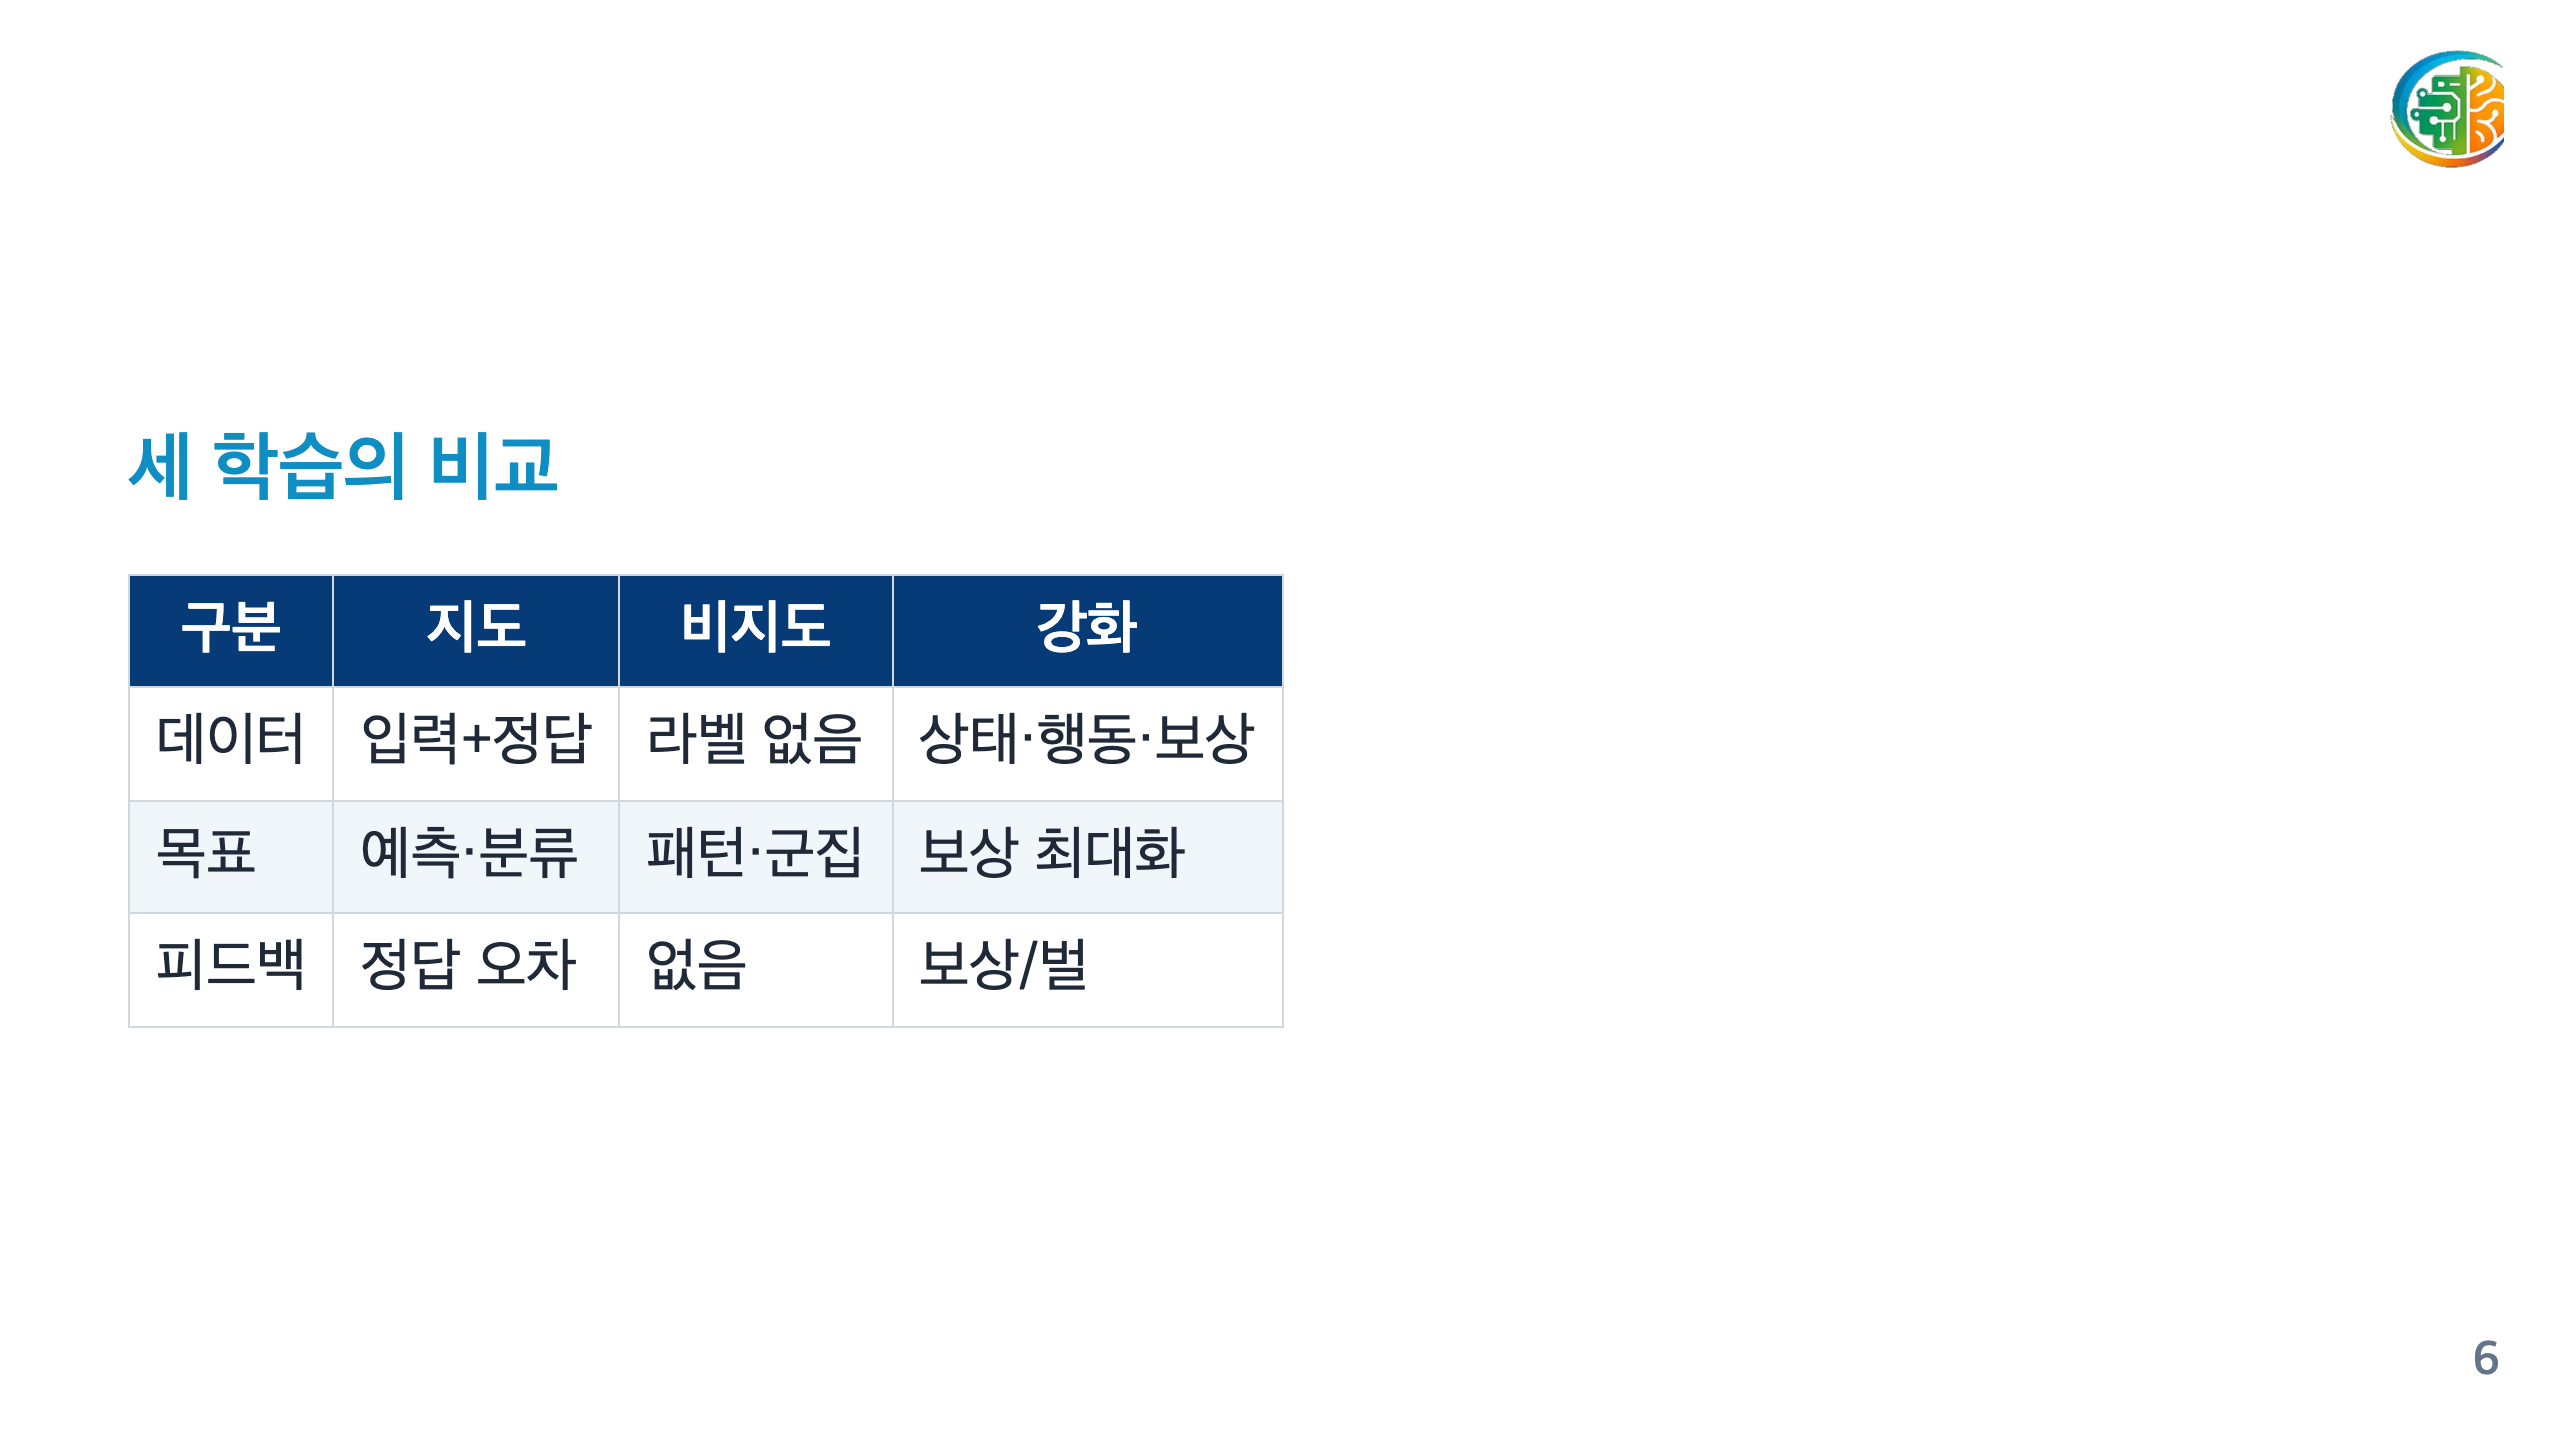 세 학습의 비교
구분 지도 비지도 강화
데이터 입력+정답 라벨 없음 상태·행동·보상
목표 예측·분류 패턴·군집 보상 최대화
피드백 정답 오차 없음 보상/벌
6